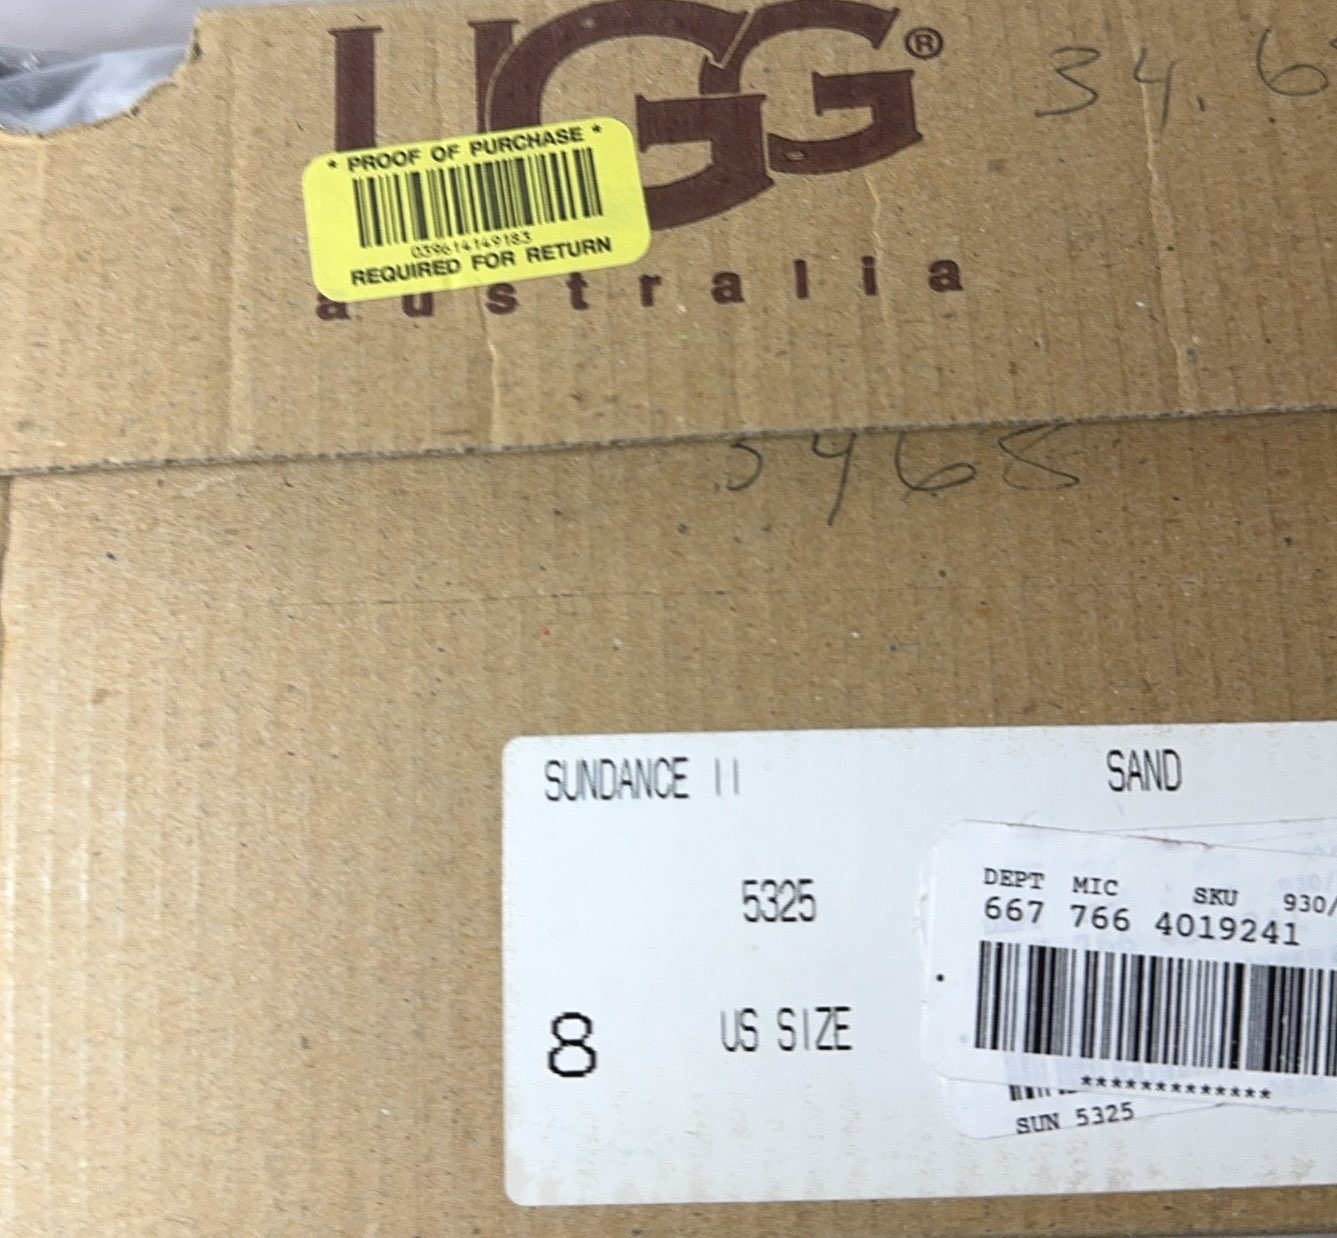 UGG®
34.6
* PROOF OF PURCHASE *
039614149183
REQUIRED FOR RETURN
australia
5468
SUNDANCE II
SAND
5325
8
US SIZE
DEPT MIC SKU 930/
667 766 4019241
*************
SUN 5325